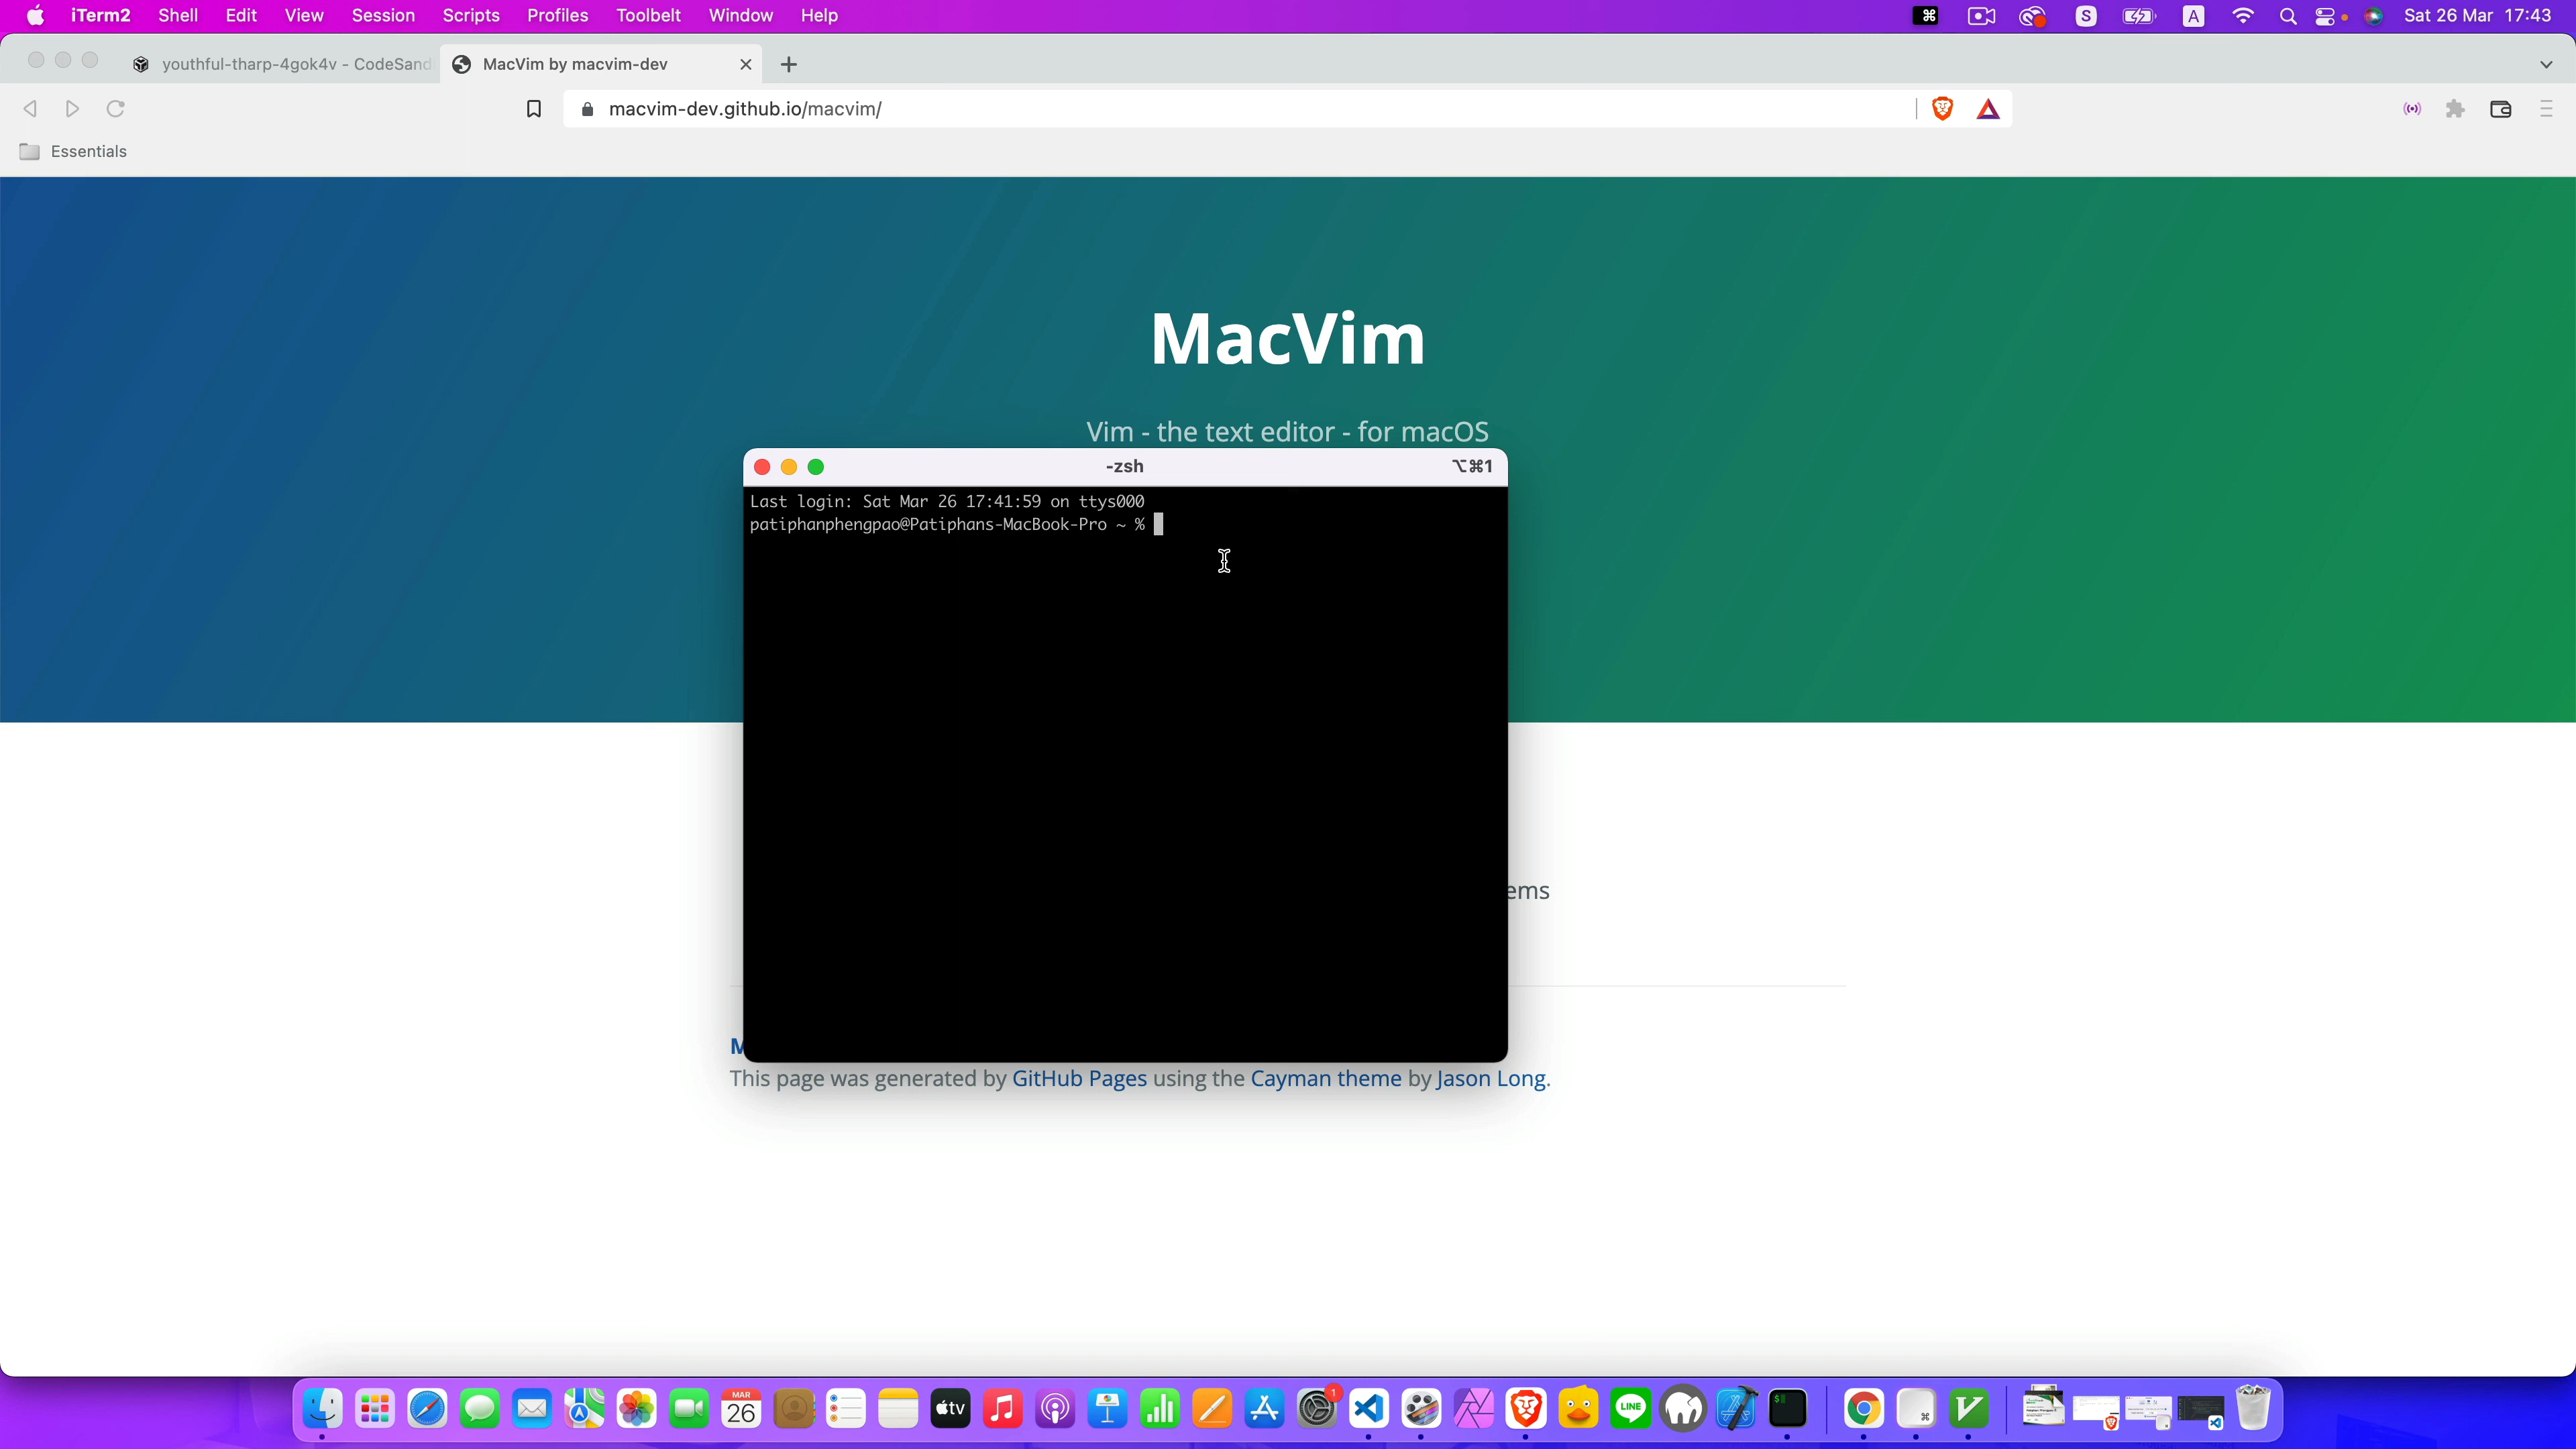 iTerm2 Shell Edit View Session Scripts Profiles Toolbelt Window Help
⌘ S A Sat 26 Mar 17:43
youthful-tharp-4gok4v - CodeSand
MacVim by macvim-dev
macvim-dev.github.io/macvim/
Essentials
MacVim
Vim - the text editor - for macOS
-zsh ⌥⌘1
Last login: Sat Mar 26 17:41:59 on ttys000
patiphanphengpao@Patiphans-MacBook-Pro ~ %
ems
M
This page was generated by GitHub Pages using the Cayman theme by Jason Long.
MAR
26
tv
1
LINE
$
⌘